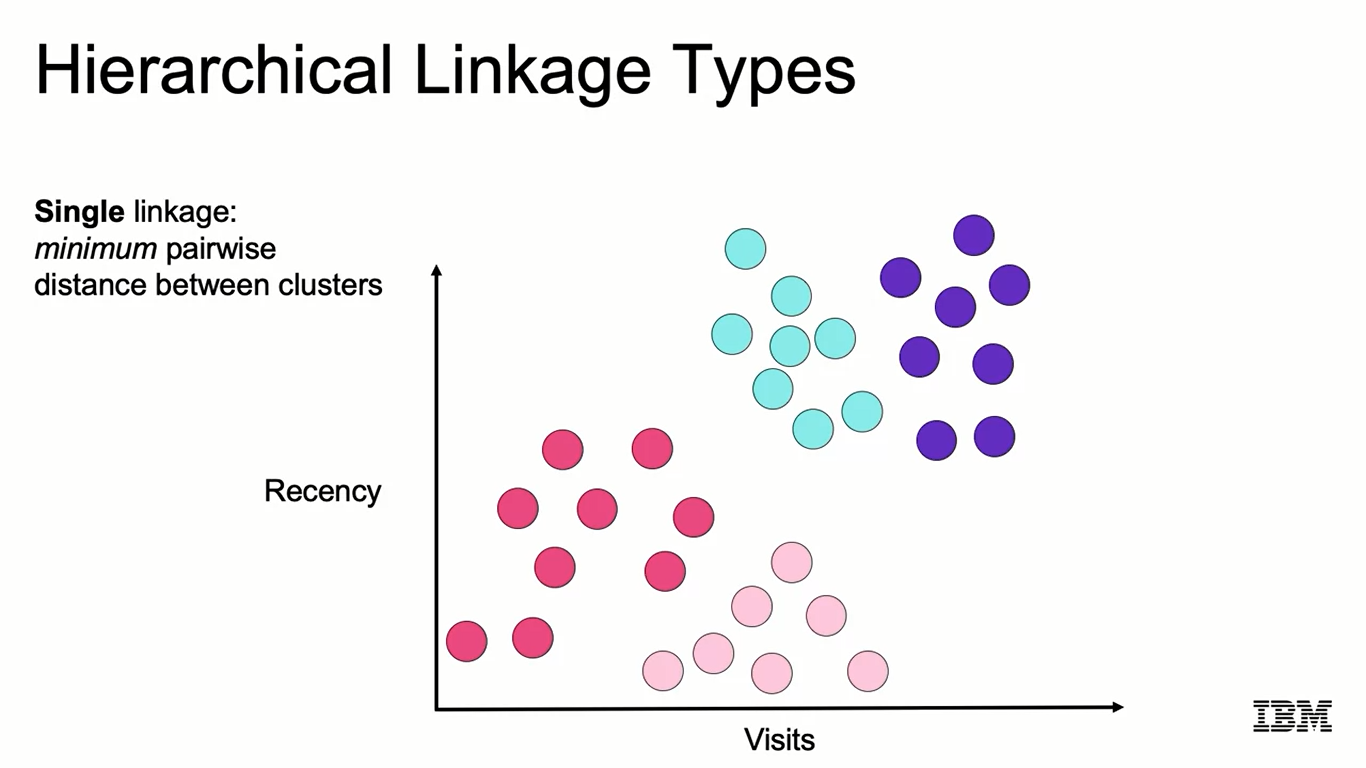 Hierarchical Linkage Types
Single linkage:
minimum pairwise
distance between clusters
Recency
Visits
IBM